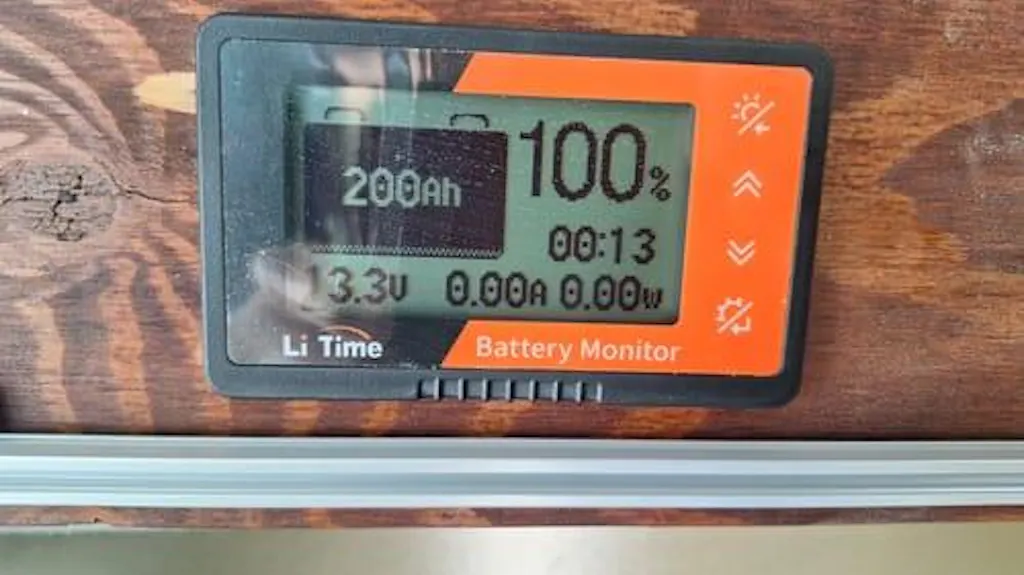 100%
200Ah
00:13
13.3V 0.00A 0.00W
Li Time
Battery Monitor